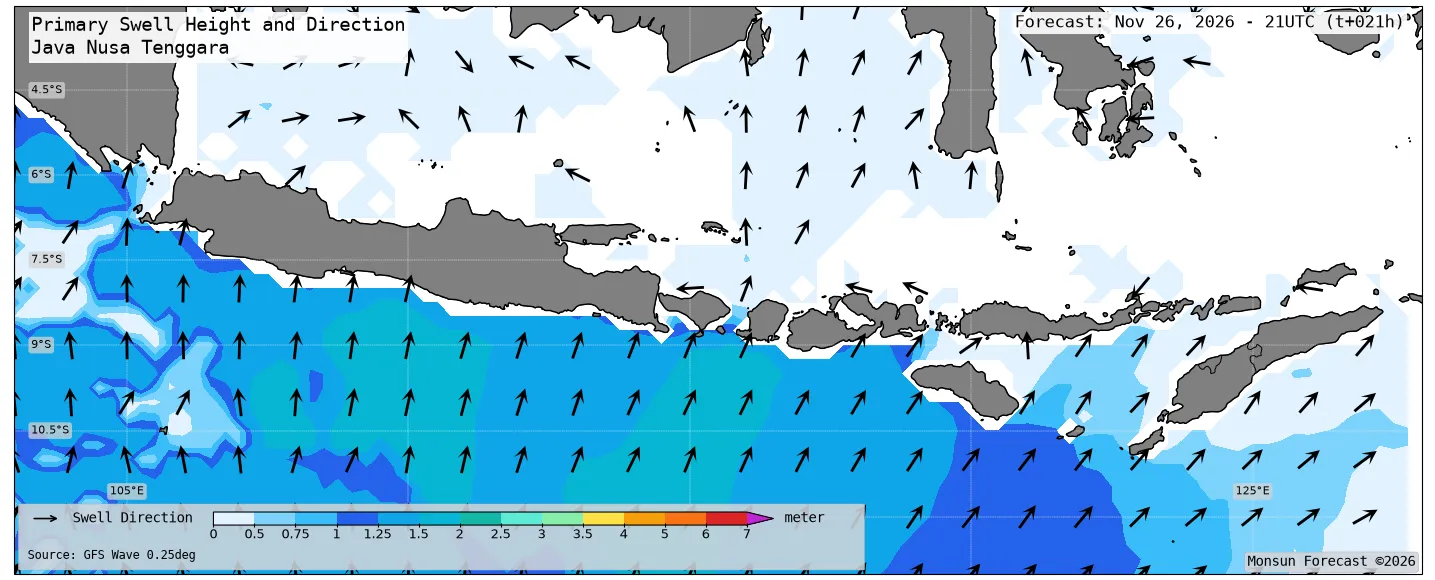 Primary Swell Height and Direction
Java Nusa Tenggara
Forecast: Nov 26, 2026 - 21UTC (t+021h)
4.5°S
6°S
7.5°S
9°S
10.5°S
105°E
125°E
Swell Direction
0 0.5 0.75 1 1.25 1.5 2 2.5 3 3.5 4 5 6 7
meter
Source: GFS Wave 0.25deg
Monsun Forecast ©2026